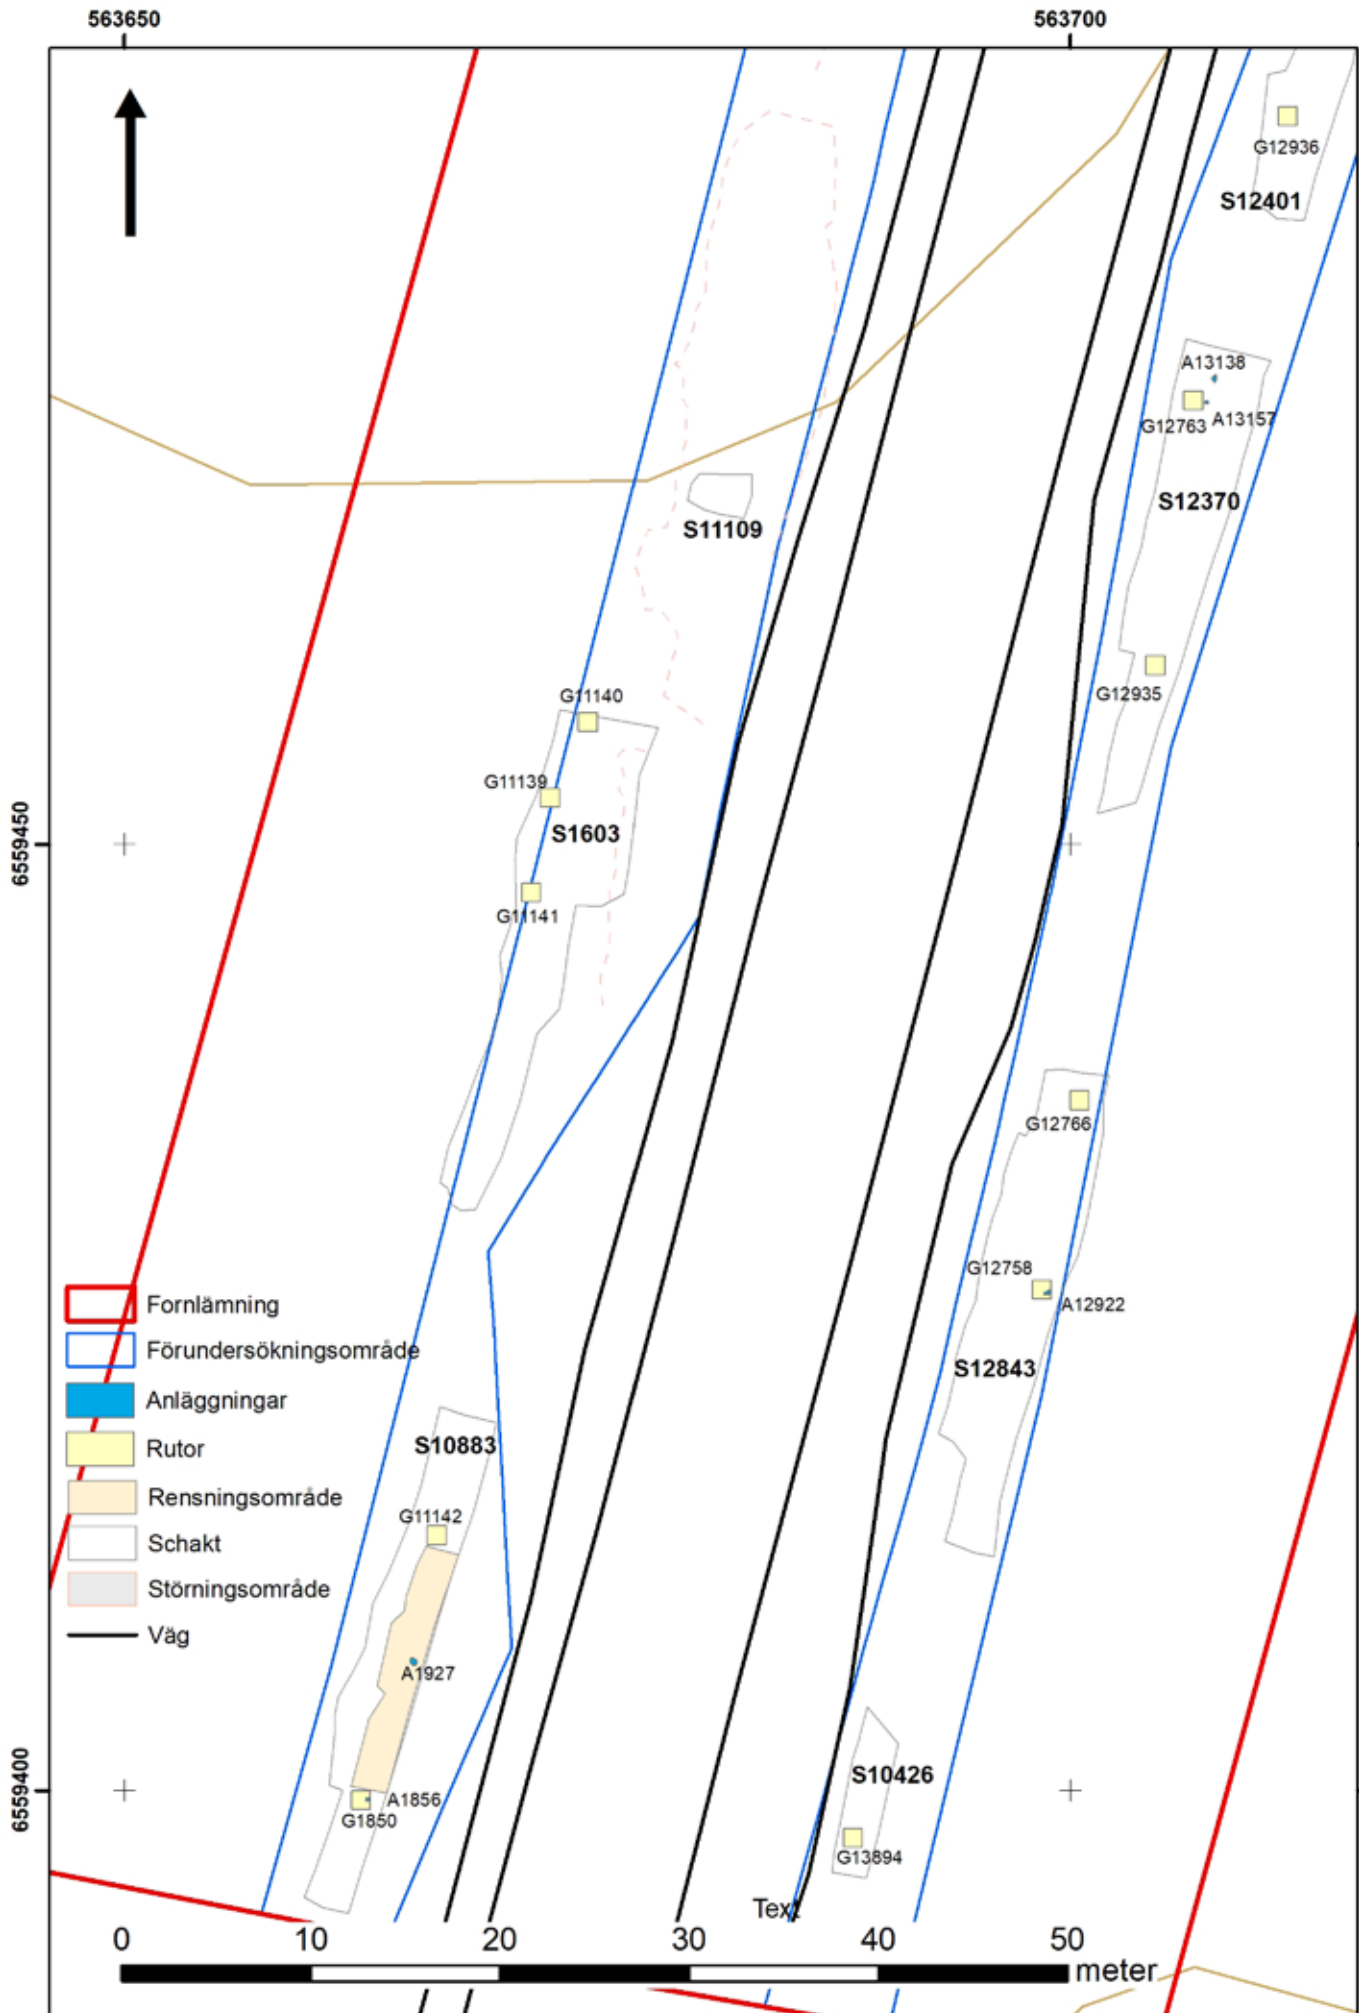 563650
563700
G12936
S12401
A13138
G12763
A13157
S12370
S11109
G12935
G11140
G11139
S1603
6559450
G11141
G12766
G12758
A12922
Fornlämning
Förundersökningsområde
S12843
Anläggningar
S10883
Rutor
Rensningsområde
G11142
Schakt
Störningsområde
Väg
A1927
S10426
6559400
A1856
G1850
G13894
Text
0
10
20
30
40
50
meter